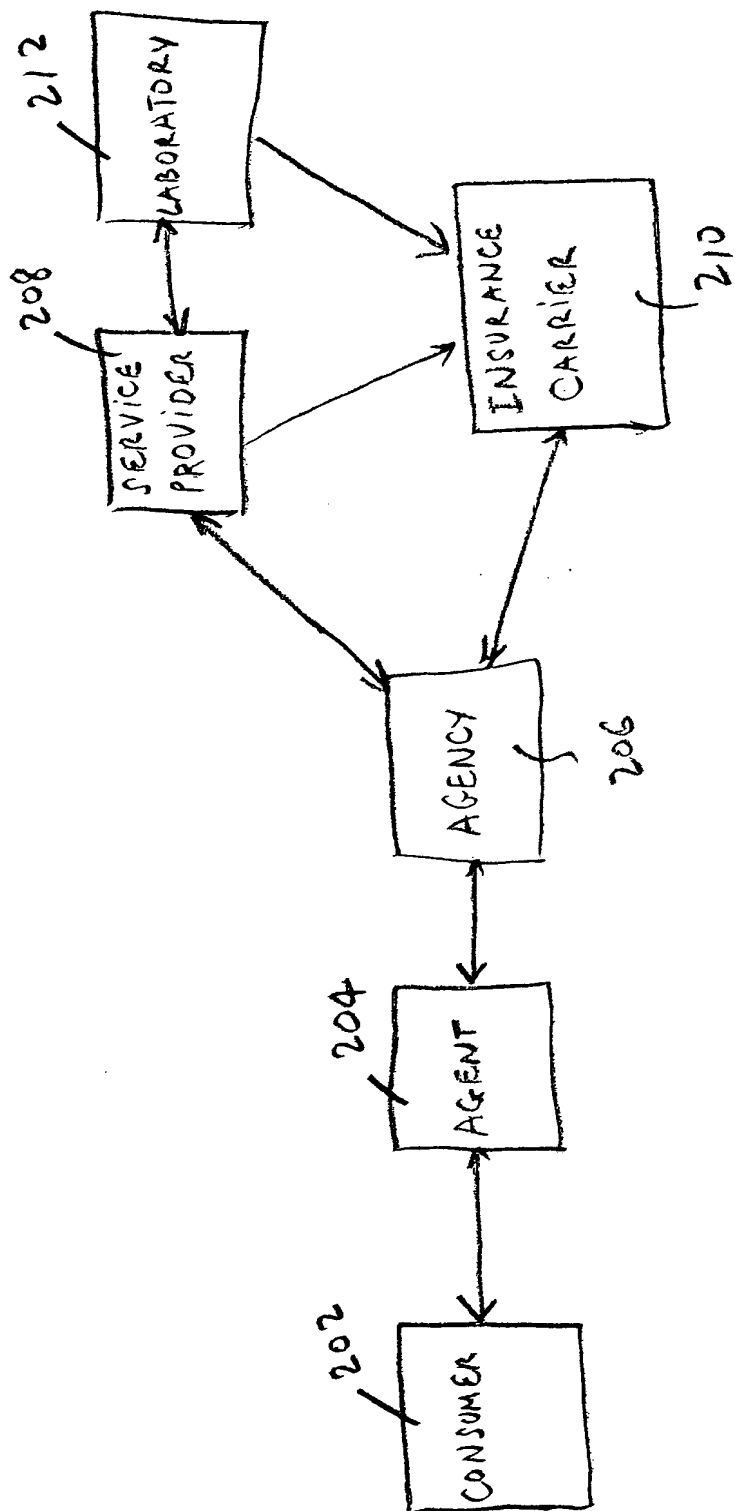 212
LABORATORY
208
SERVICE
PROVIDER
INSURANCE
CARRIER
210
AGENCY
206
204
AGENT
202
CONSUMER